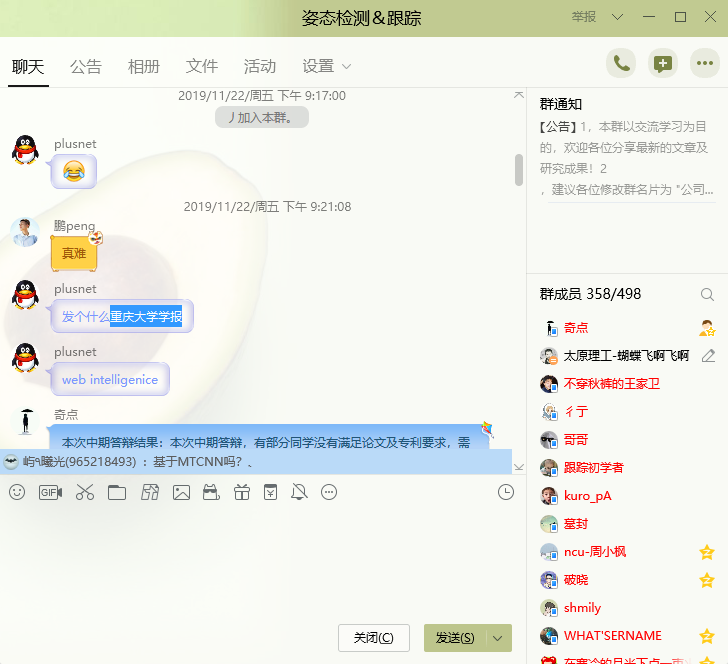 姿态检测&跟踪
举报
聊天 公告 相册 文件 活动 设置
2019/11/22/周五 下午 9:17:00
丿加入本群。
plusnet
2019/11/22/周五 下午 9:21:08
鹏peng
真难
plusnet
发个什么重庆大学学报
plusnet
web intelligenice
奇点
本次中期答辩结果：本次中期答辩，有部分同学没有满足论文及专利要求，需
曦光(965218493) ：基于MTCNN吗？、
GIF
关闭(C)
发送(S)
群通知
【公告】1，本群以交流学习为目
的，欢迎各位分享最新的文章及
研究成果！2
，建议各位修改群名片为 "公司...
群成员 358/498
奇点
太原理工-蝴蝶飞啊飞啊
不穿秋裤的王家卫
彳亍
哥哥
跟踪初学者
kuro_pA
塟封
ncu-周小枫
破晓
shmily
WHAT'SERNAME